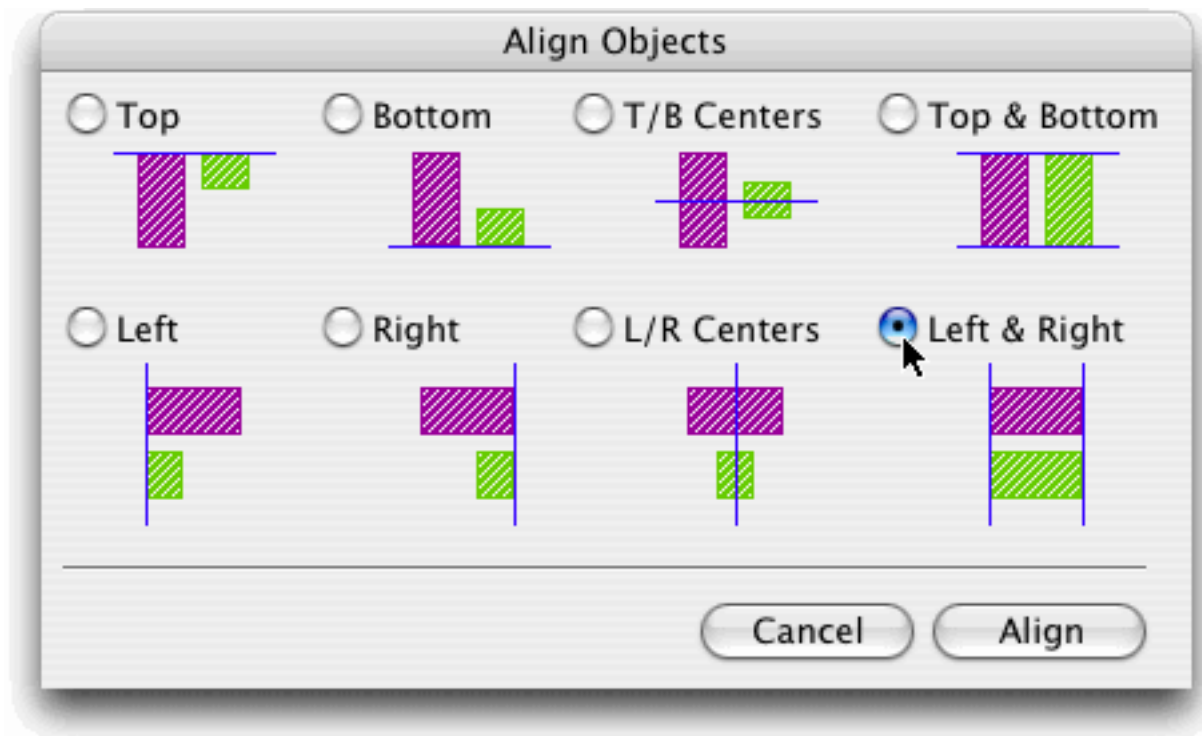 Align Objects
Top
Bottom
T/B Centers
Top & Bottom
Left
Right
L/R Centers
Left & Right
Cancel
Align